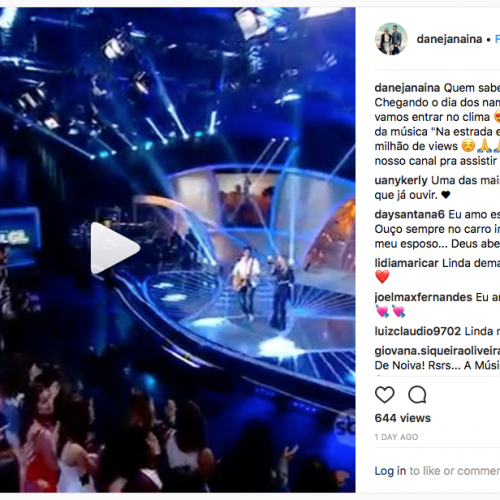 danejanaina •
danejanaina Quem sabe
Chegando o dia dos nam
vamos entrar no clima 😍
da música "Na estrada e
milhão de views ☺️🙏🙏
nosso canal pra assistir
uanykerly Uma das mais
que já ouvir. ♥
daysantana6 Eu amo es
Ouço sempre no carro in
meu esposo... Deus abe
lidiamaricar Linda dema
❤️
joelmaxfernandes Eu am
💘💘
luizclaudio9702 Linda m
giovana.siqueiraoliveira
De Noiva! Rsrs... A Músi
644 views
1 DAY AGO
Log in to like or commen